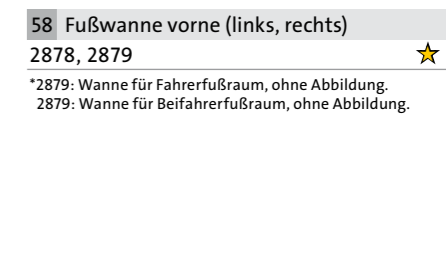 58 Fußwanne vorne (links, rechts)
2878, 2879
*2879: Wanne für Fahrerfußraum, ohne Abbildung.
2879: Wanne für Beifahrerfußraum, ohne Abbildung.